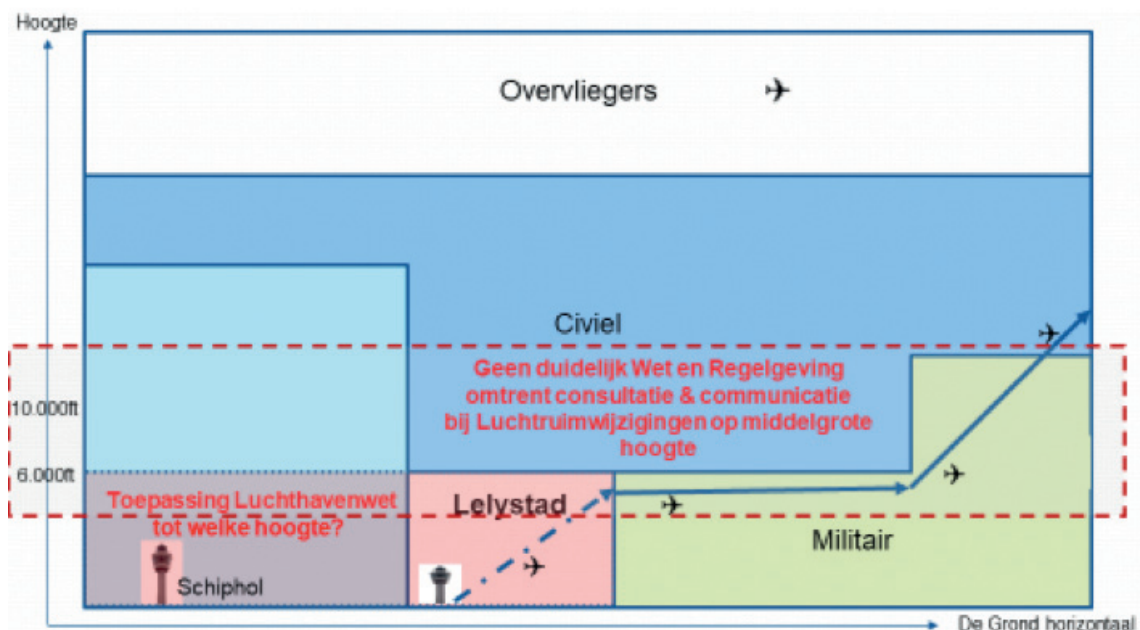 Hoogte
Overvliegers
Civiel
Geen duidelijk Wet en Regelgeving
omtrent consultatie & communicatie
bij Luchtruimwijzigingen op middelgrote
hoogte
10.000ft
6.000ft
Toepassing Luchthavenwet
tot welke hoogte?
Lelystad
Militair
Schiphol
De Grond horizontaal